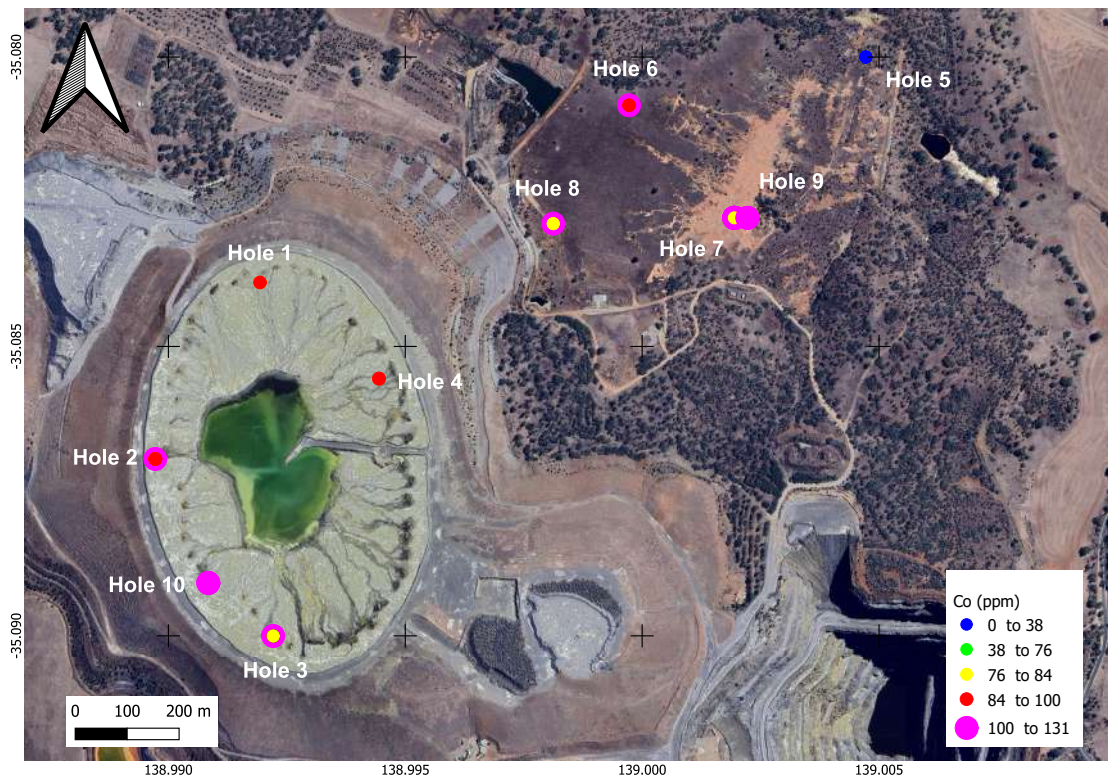 -35.080
Hole 6
Hole 5
Hole 8
Hole 9
Hole 7
Hole 1
-35.085
Hole 4
Hole 2
Hole 10
-35.090
Hole 3
Co (ppm)
0 to 38
38 to 76
76 to 84
84 to 100
100 to 131
0 100 200 m
138.990 138.995 139.000 139.005